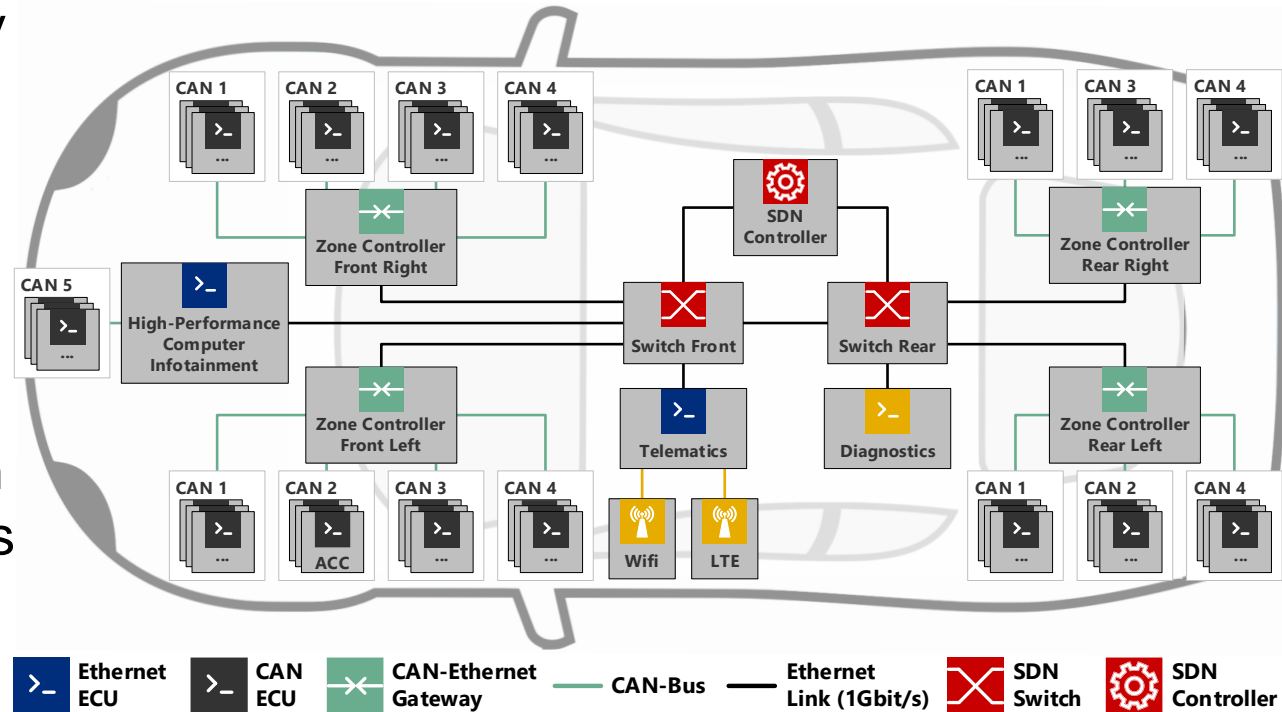 CAN 1
...
CAN 2
...
CAN 3
...
CAN 4
...
CAN 1
...
CAN 3
...
CAN 4
...
SDN
Controller
Zone Controller
Front Right
Zone Controller
Rear Right
CAN 5
...
High-Performance
Computer
Infotainment
Switch Front
Switch Rear
Zone Controller
Front Left
Telematics
Diagnostics
Zone Controller
Rear Left
CAN 1
...
CAN 2
ACC
CAN 3
...
CAN 4
...
Wifi
LTE
CAN 1
...
CAN 2
...
CAN 4
...
s
Ethernet
ECU
CAN
ECU
CAN-Ethernet
Gateway
CAN-Bus
Ethernet
Link (1Gbit/s)
SDN
Switch
SDN
Controller